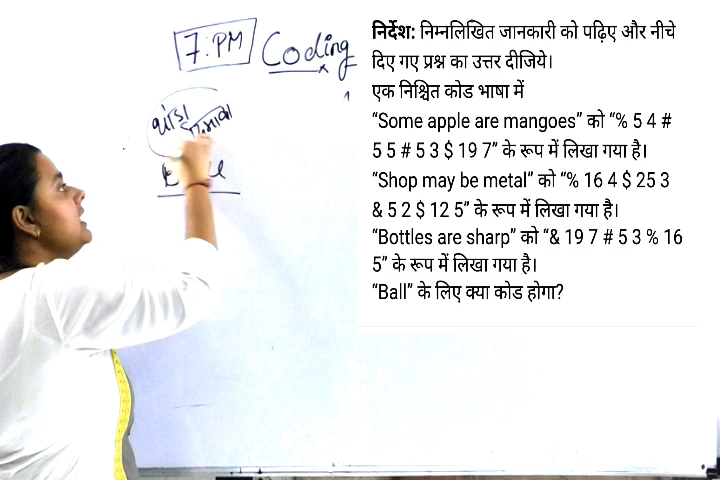 7:PM Coding
थोड़ा
निर्देश: निम्नलिखित जानकारी को पढ़िए और नीचे
दिए गए प्रश्न का उत्तर दीजिये।
एक निश्चित कोड भाषा में
“Some apple are mangoes” को “% 5 4 #
5 5 # 5 3 $ 19 7” के रूप में लिखा गया है।
“Shop may be metal” को “% 16 4 $ 25 3
& 5 2 $ 12 5” के रूप में लिखा गया है।
“Bottles are sharp” को “& 19 7 # 5 3 % 16
5” के रूप में लिखा गया है।
“Ball” के लिए क्या कोड होगा?